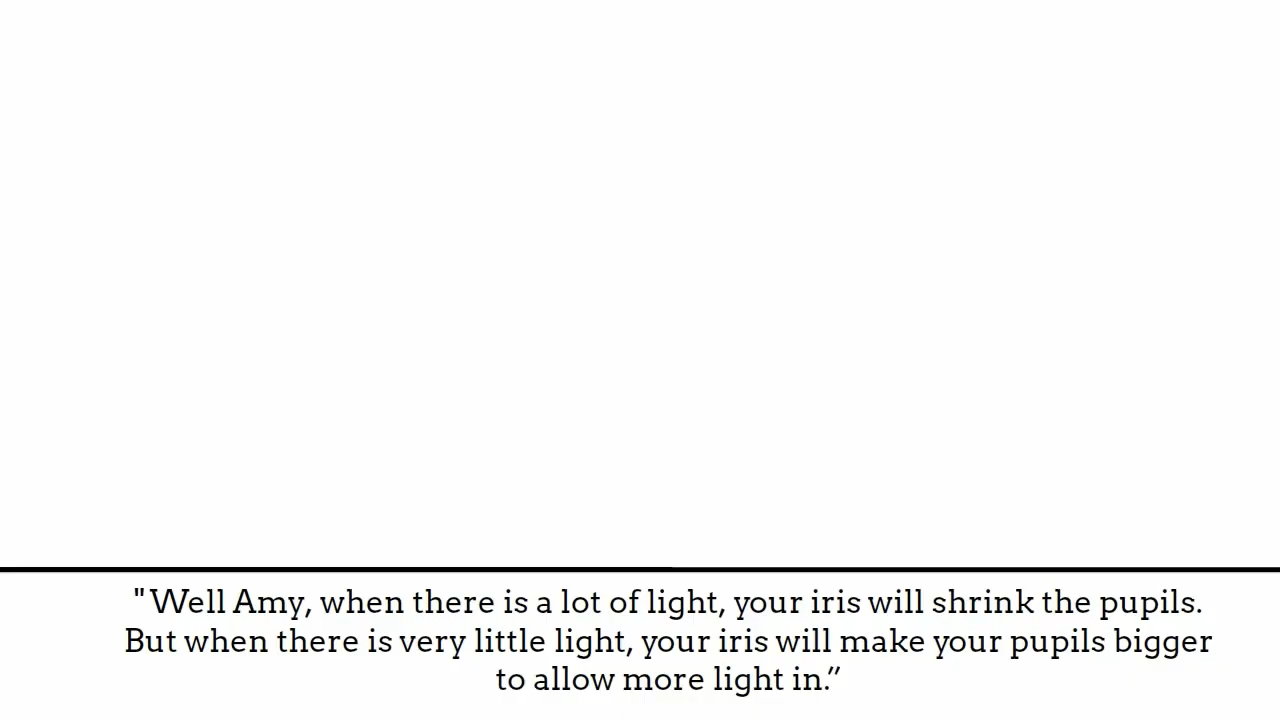 "Well Amy, when there is a lot of light, your iris will shrink the pupils.
But when there is very little light, your iris will make your pupils bigger
to allow more light in.”